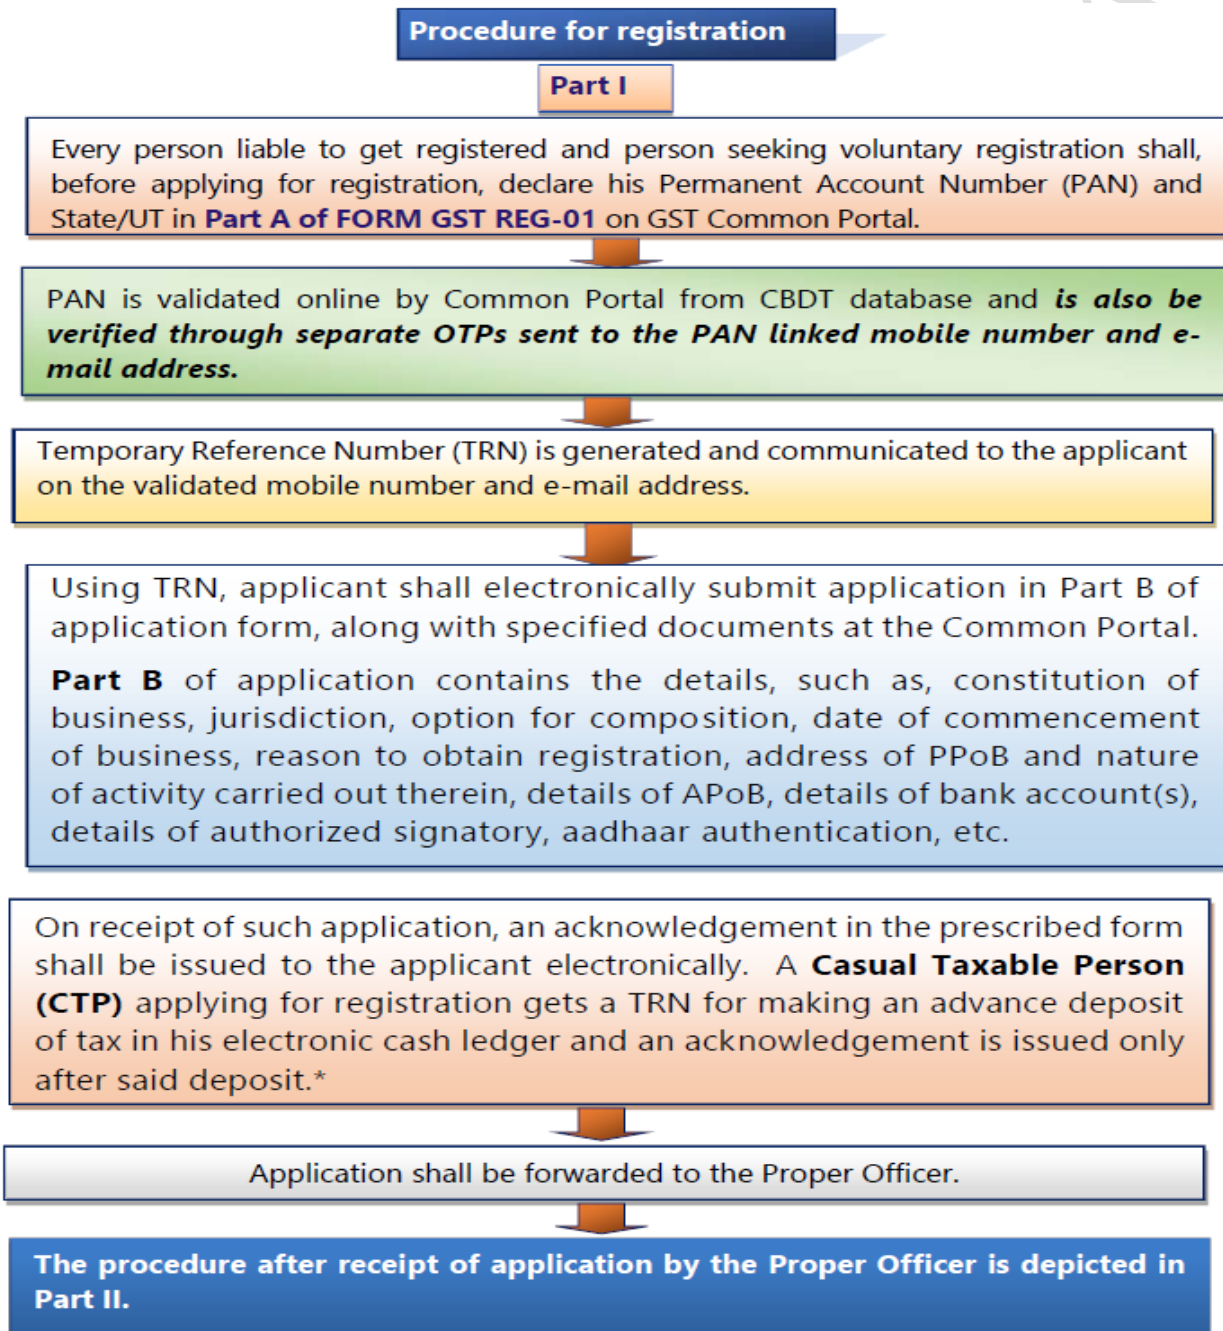 Procedure for registration
Part I
Every person liable to get registered and person seeking voluntary registration shall,
before applying for registration, declare his Permanent Account Number (PAN) and
State/UT in Part A of FORM GST REG-01 on GST Common Portal.
PAN is validated online by Common Portal from CBDT database and is also be
verified through separate OTPs sent to the PAN linked mobile number and e-
mail address.
Temporary Reference Number (TRN) is generated and communicated to the applicant
on the validated mobile number and e-mail address.
Using TRN, applicant shall electronically submit application in Part B of
application form, along with specified documents at the Common Portal.
Part B of application contains the details, such as, constitution of
business, jurisdiction, option for composition, date of commencement
of business, reason to obtain registration, address of PPoB and nature
of activity carried out therein, details of APoB, details of bank account(s),
details of authorized signatory, aadhaar authentication, etc.
On receipt of such application, an acknowledgement in the prescribed form
shall be issued to the applicant electronically. A Casual Taxable Person
(CTP) applying for registration gets a TRN for making an advance deposit
of tax in his electronic cash ledger and an acknowledgement is issued only
after said deposit.*
Application shall be forwarded to the Proper Officer.
The procedure after receipt of application by the Proper Officer is depicted in
Part II.